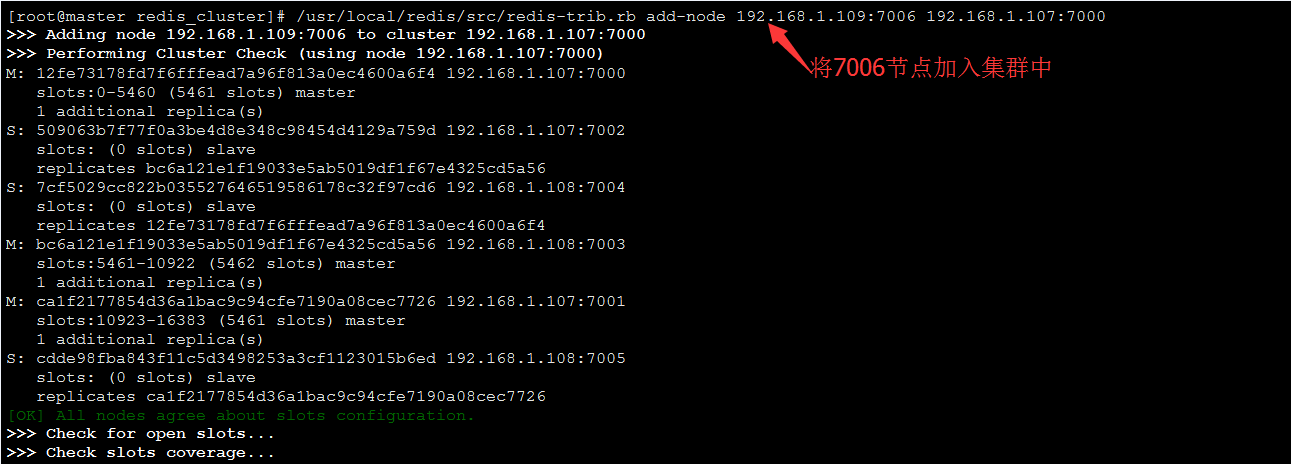 [root@master redis_cluster]# /usr/local/redis/src/redis-trib.rb add-node 192.168.1.109:7006 192.168.1.107:7000
>>> Adding node 192.168.1.109:7006 to cluster 192.168.1.107:7000
>>> Performing Cluster Check (using node 192.168.1.107:7000)
将7006节点加入集群中
M: 12fe73178fd7f6fffead7a96f813a0ec4600a6f4 192.168.1.107:7000
slots:0-5460 (5461 slots) master
1 additional replica(s)
S: 509063b7f77f0a3be4d8e348c98454d4129a759d 192.168.1.107:7002
slots: (0 slots) slave
replicates bc6a121e1f19033e5ab5019df1f67e4325cd5a56
S: 7cf5029cc822b035527646519586178c32f97cd6 192.168.1.108:7004
slots: (0 slots) slave
replicates 12fe73178fd7f6fffead7a96f813a0ec4600a6f4
M: bc6a121e1f19033e5ab5019df1f67e4325cd5a56 192.168.1.108:7003
slots:5461-10922 (5462 slots) master
1 additional replica(s)
M: ca1f2177854d36a1bac9c94cfe7190a08cec7726 192.168.1.107:7001
slots:10923-16383 (5461 slots) master
1 additional replica(s)
S: cdde98fba843f11c5d3498253a3cf1123015b6ed 192.168.1.108:7005
slots: (0 slots) slave
replicates ca1f2177854d36a1bac9c94cfe7190a08cec7726
[OK] All nodes agree about slots configuration.
>>> Check for open slots...
>>> Check slots coverage...